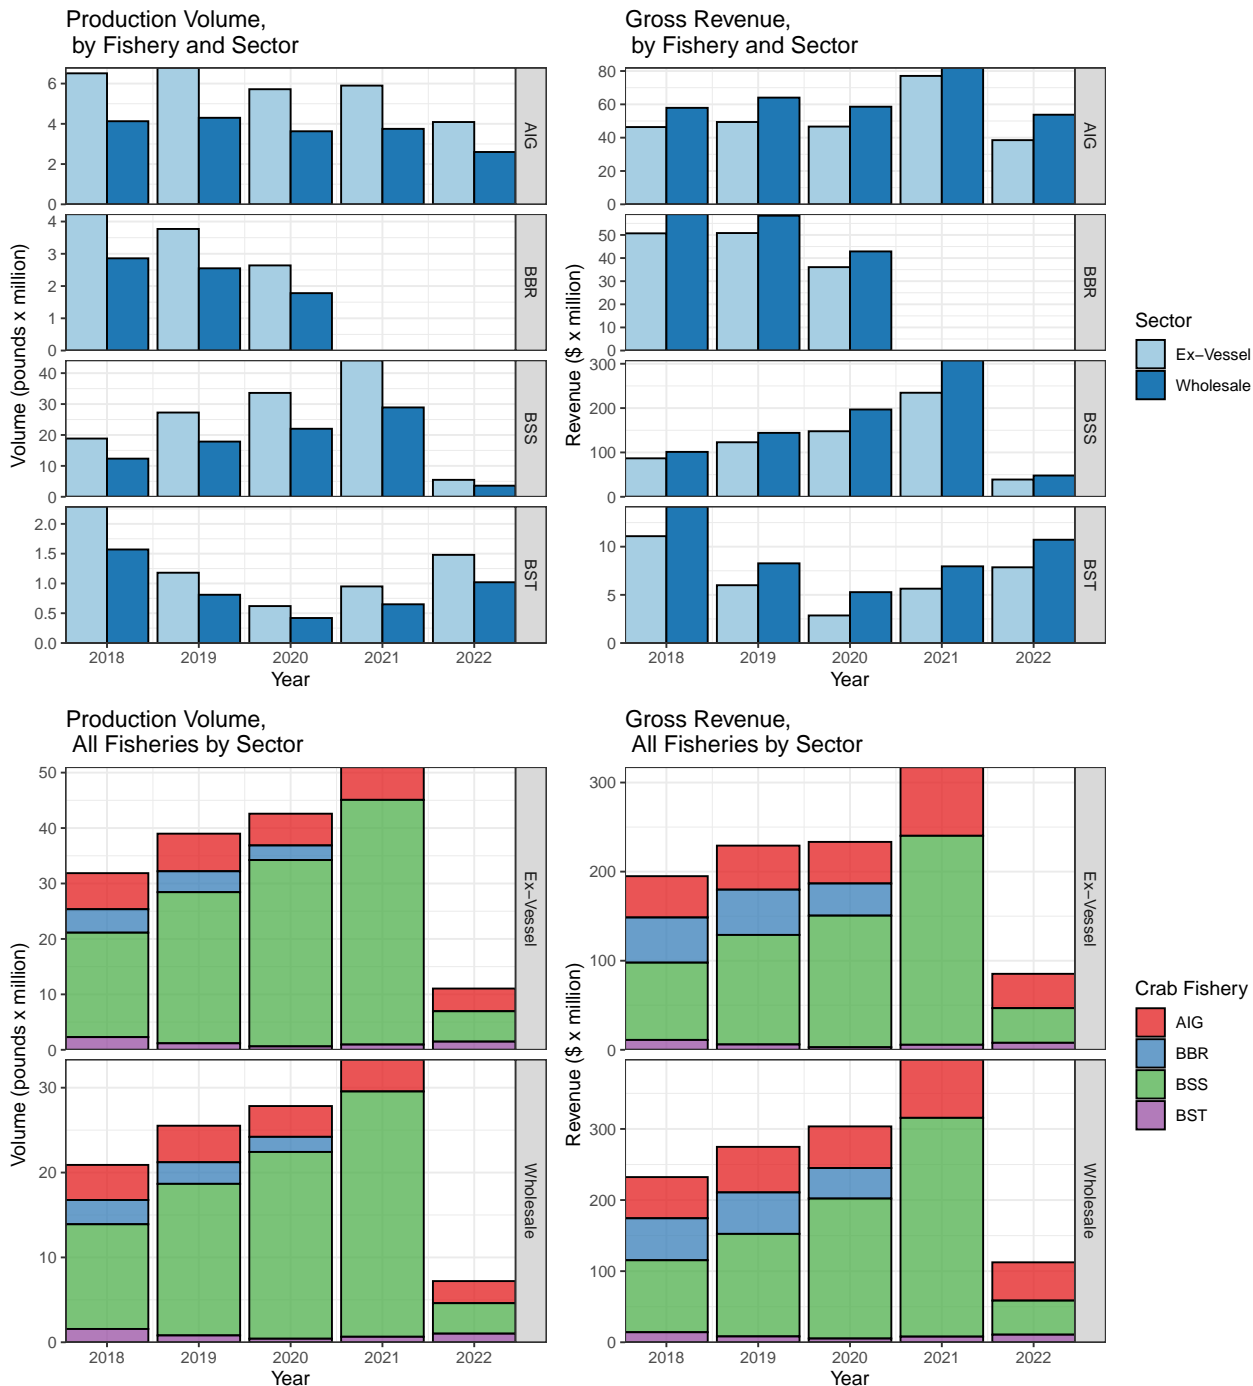 Production Volume,
by Fishery and Sector
Volume (pounds x million)
6
4
2
0
AIG
4
3
2
1
0
BBR
40
30
20
10
0
BSS
2.0
1.5
1.0
0.5
0.0
BST
2018 2019 2020 2021 2022
Year
Gross Revenue,
by Fishery and Sector
Revenue ($ x million)
80
60
40
20
0
AIG
50
40
30
20
10
0
BBR
300
200
100
0
BSS
10
5
0
BST
2018 2019 2020 2021 2022
Year
Sector
Ex−Vessel
Wholesale
Production Volume,
All Fisheries by Sector
Volume (pounds x million)
50
40
30
20
10
0
Ex−Vessel
30
20
10
0
Wholesale
2018 2019 2020 2021 2022
Year
Gross Revenue,
All Fisheries by Sector
Revenue ($ x million)
300
200
100
0
Ex−Vessel
300
200
100
0
Wholesale
2018 2019 2020 2021 2022
Year
Crab Fishery
AIG
BBR
BSS
BST